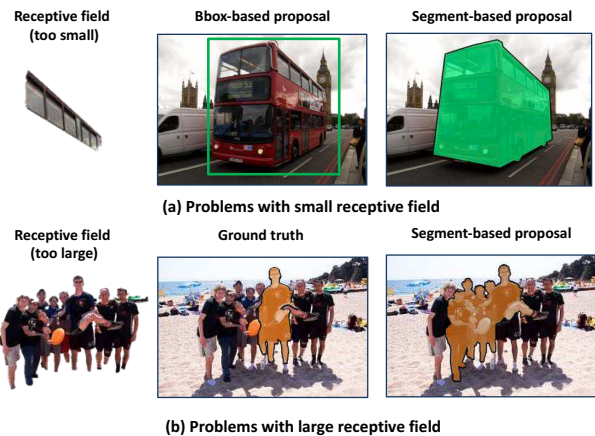 Receptive field
(too small)
Bbox-based proposal
Segment-based proposal
(a) Problems with small receptive field
Receptive field
(too large)
Ground truth
Segment-based proposal
(b) Problems with large receptive field